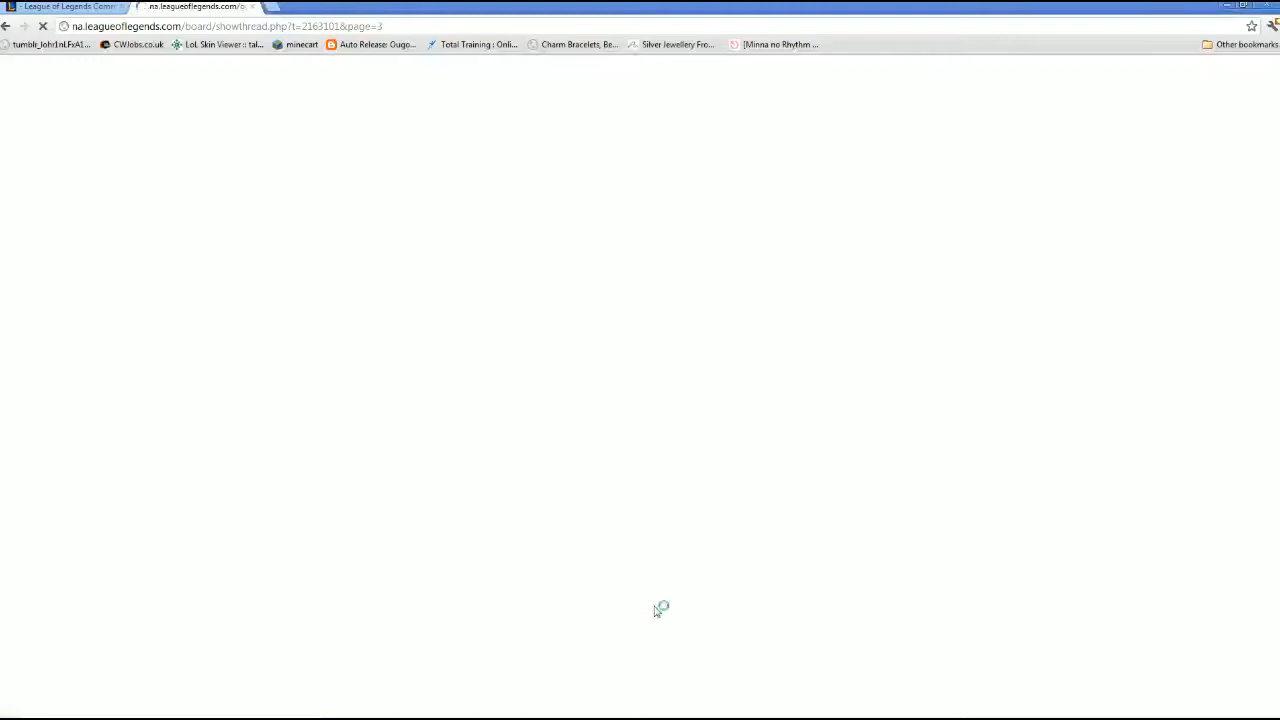 - League of Legends Comm
na.leagueoflegends.com/b
na.leagueoflegends.com/board/showthread.php?t=2163101&page=3
CWJobs.co.uk
LoL Skin Viewer :: tal...
minecart
Auto Release: Ougo...
Total Training : Onli...
Charm Bracelets, Be...
Silver Jewellery Fro...
[Minna no Rhythm ...
Other bookmarks